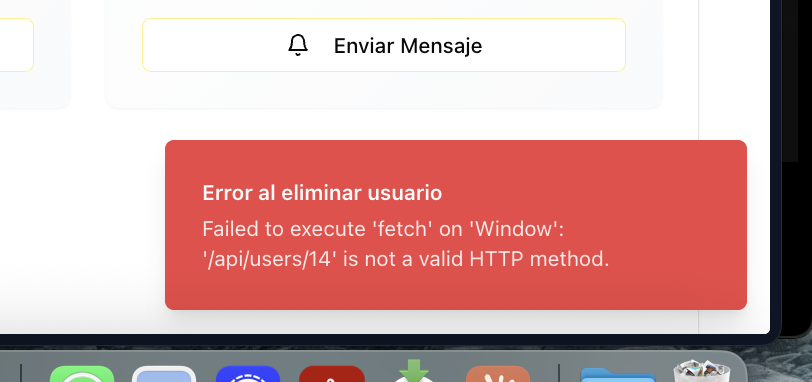 Enviar Mensaje
Error al eliminar usuario
Failed to execute 'fetch' on 'Window':
'/api/users/14' is not a valid HTTP method.